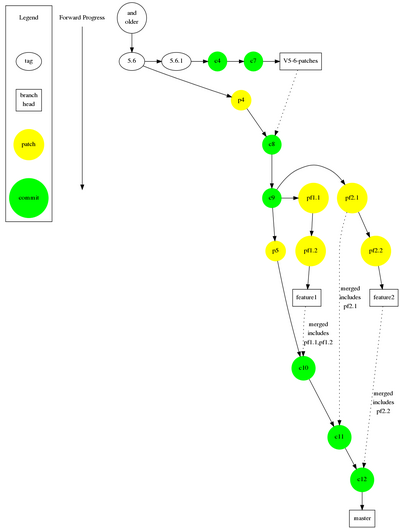 Legend
Forward Progress
and
older
tag
5.6
5.6.1
c4
c7
V5-6-patches
branch
head
p4
patch
c8
commit
c9
pf1.1
pf2.1
p5
pf1.2
pf2.2
feature1
merged
includes
pf2.1
feature2
merged
includes
pf1.1,pf1.2
c10
merged
includes
pf2.2
c11
c12
master